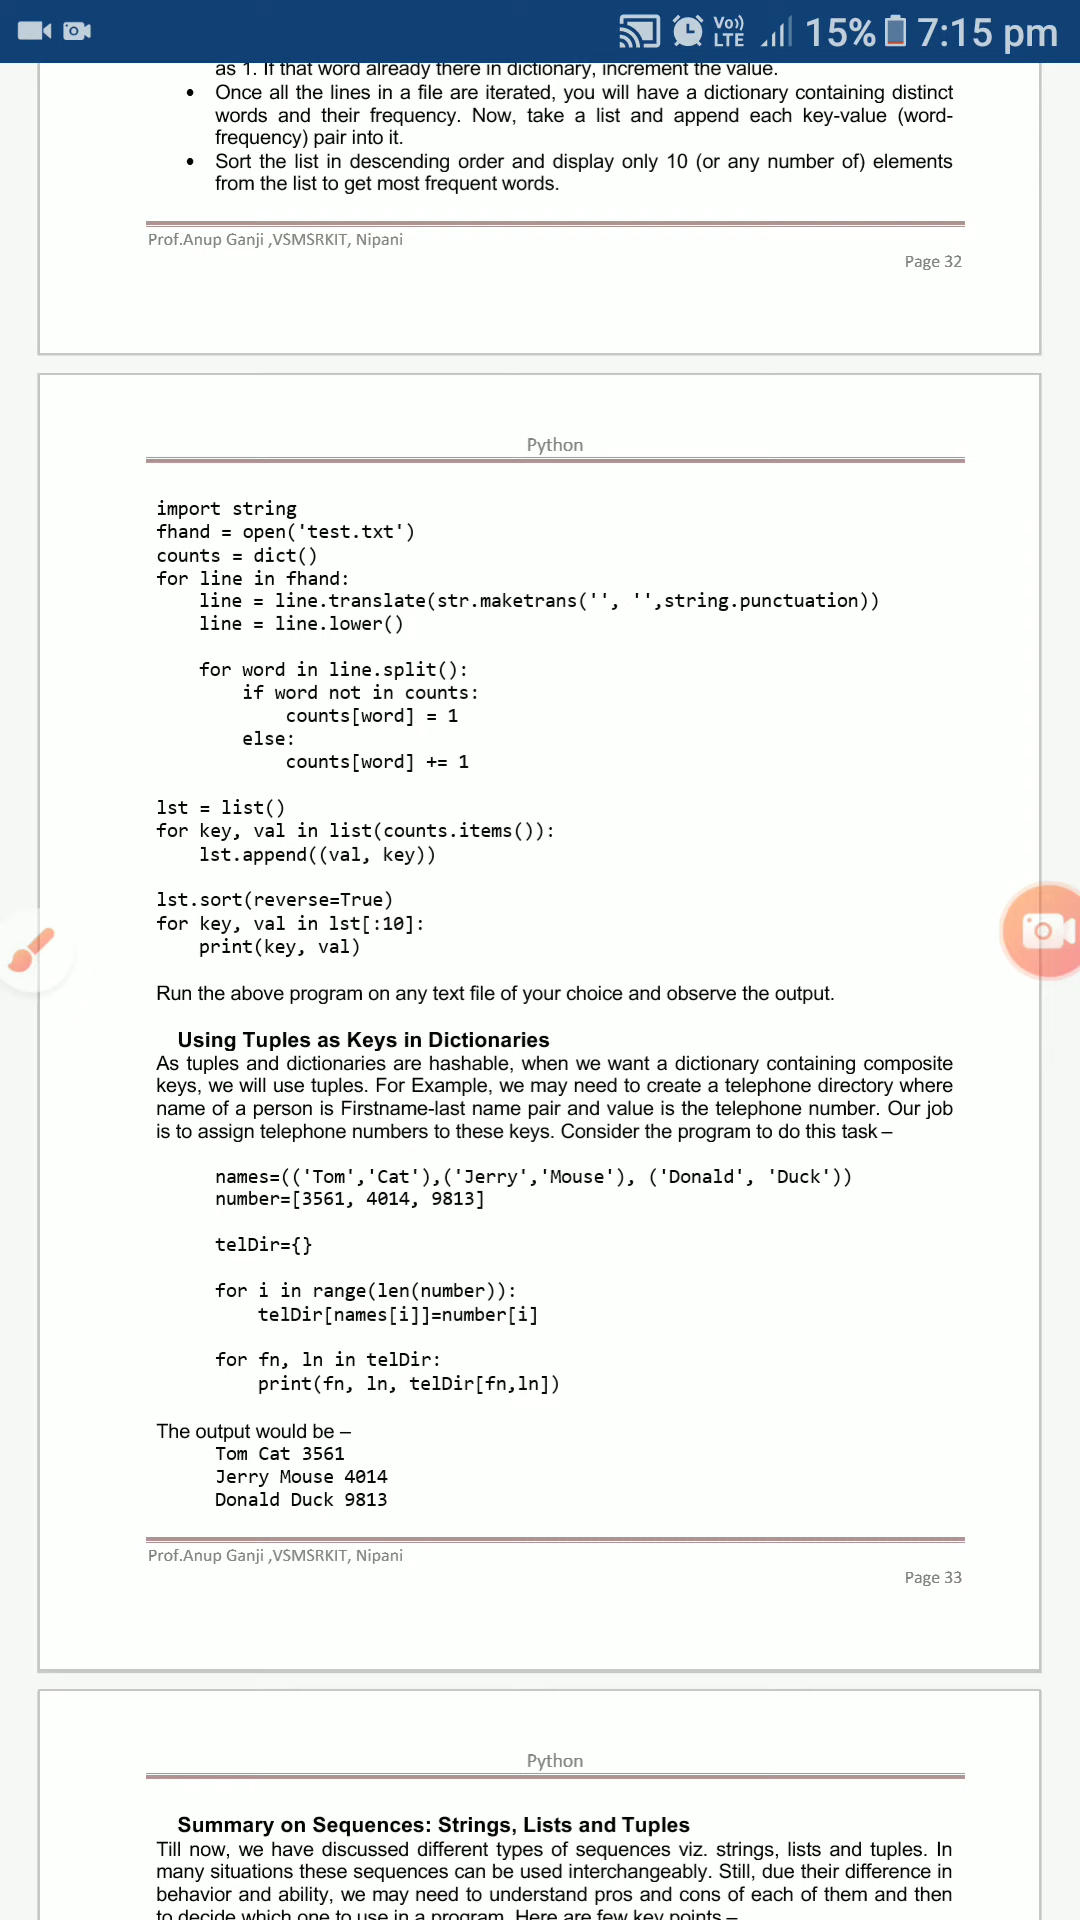 Vo))
LTE
15%
7:15 pm
as 1. If that word already there in dictionary, increment the value.
• Once all the lines in a file are iterated, you will have a dictionary containing distinct
words and their frequency. Now, take a list and append each key-value (word-
frequency) pair into it.
• Sort the list in descending order and display only 10 (or any number of) elements
from the list to get most frequent words.
Prof.Anup Ganji ,VSMSRKIT, Nipani
Page 32
Python
import string
fhand = open('test.txt')
counts = dict()
for line in fhand:
    line = line.translate(str.maketrans('', '',string.punctuation))
    line = line.lower()
    for word in line.split():
        if word not in counts:
            counts[word] = 1
        else:
            counts[word] += 1
lst = list()
for key, val in list(counts.items()):
    lst.append((val, key))
lst.sort(reverse=True)
for key, val in lst[:10]:
    print(key, val)
Run the above program on any text file of your choice and observe the output.
Using Tuples as Keys in Dictionaries
As tuples and dictionaries are hashable, when we want a dictionary containing composite
keys, we will use tuples. For Example, we may need to create a telephone directory where
name of a person is Firstname-last name pair and value is the telephone number. Our job
is to assign telephone numbers to these keys. Consider the program to do this task –
names=(('Tom','Cat'),('Jerry','Mouse'), ('Donald', 'Duck'))
number=[3561, 4014, 9813]
telDir={}
for i in range(len(number)):
    telDir[names[i]]=number[i]
for fn, ln in telDir:
    print(fn, ln, telDir[fn,ln])
The output would be –
Tom Cat 3561
Jerry Mouse 4014
Donald Duck 9813
Prof.Anup Ganji ,VSMSRKIT, Nipani
Page 33
Python
Summary on Sequences: Strings, Lists and Tuples
Till now, we have discussed different types of sequences viz. strings, lists and tuples. In
many situations these sequences can be used interchangeably. Still, due their difference in
behavior and ability, we may need to understand pros and cons of each of them and then
to decide which one to use in a program. Here are few key points –